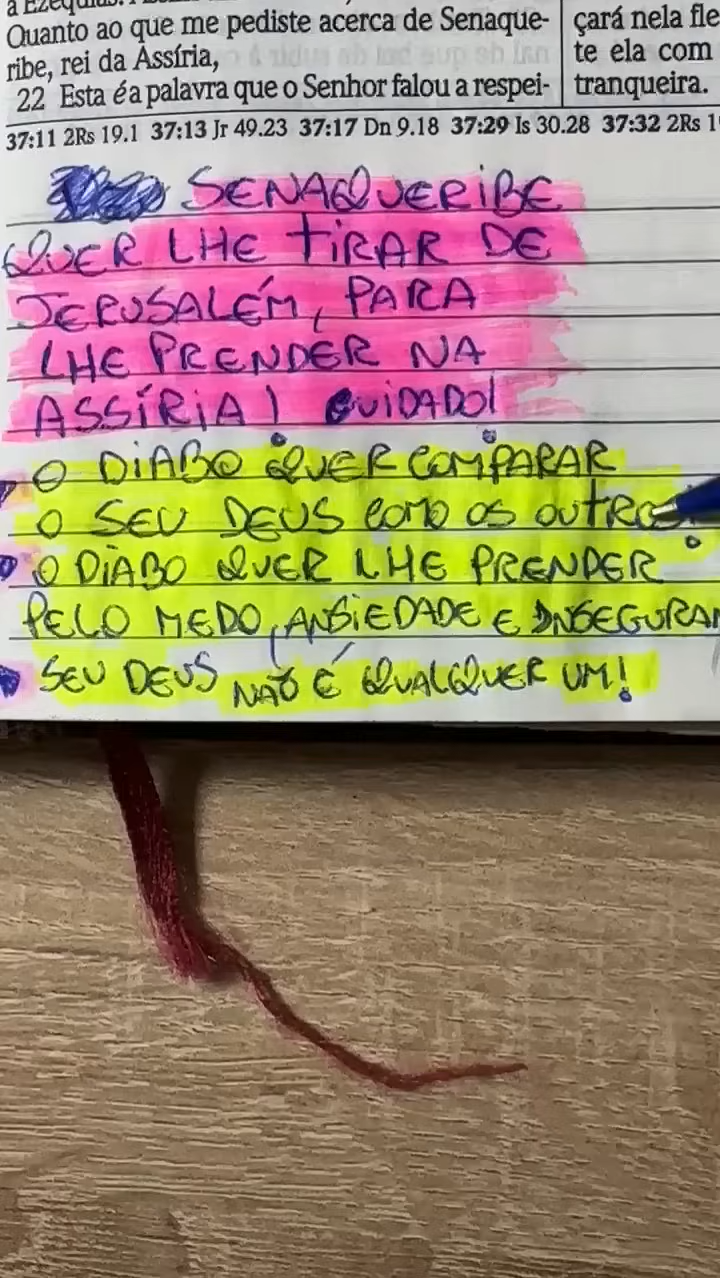 a Ezequias:
Quanto ao que me pediste acerca de Senaque-
ribe, rei da Assíria,
22 Esta é a palavra que o Senhor falou a respei-
çará nela fle
te ela com
tranqueira.
37:11 2Rs 19.1 37:13 Jr 49.23 37:17 Dn 9.18 37:29 Is 30.28 37:32 2Rs 1
SENAQUERIBE
QUER LHE TIRAR DE
JERUSALÉM, PARA
LHE PRENDER NA
ASSÍRIA! CUIDADO!
O DIABO QUER COMPARAR
O SEU DEUS COMO OS OUTROS
O DIABO QUER LHE PRENDER
PELO MEDO, ANSIEDADE E INSEGURAN
SEU DEUS NÃO É QUALQUER UM!